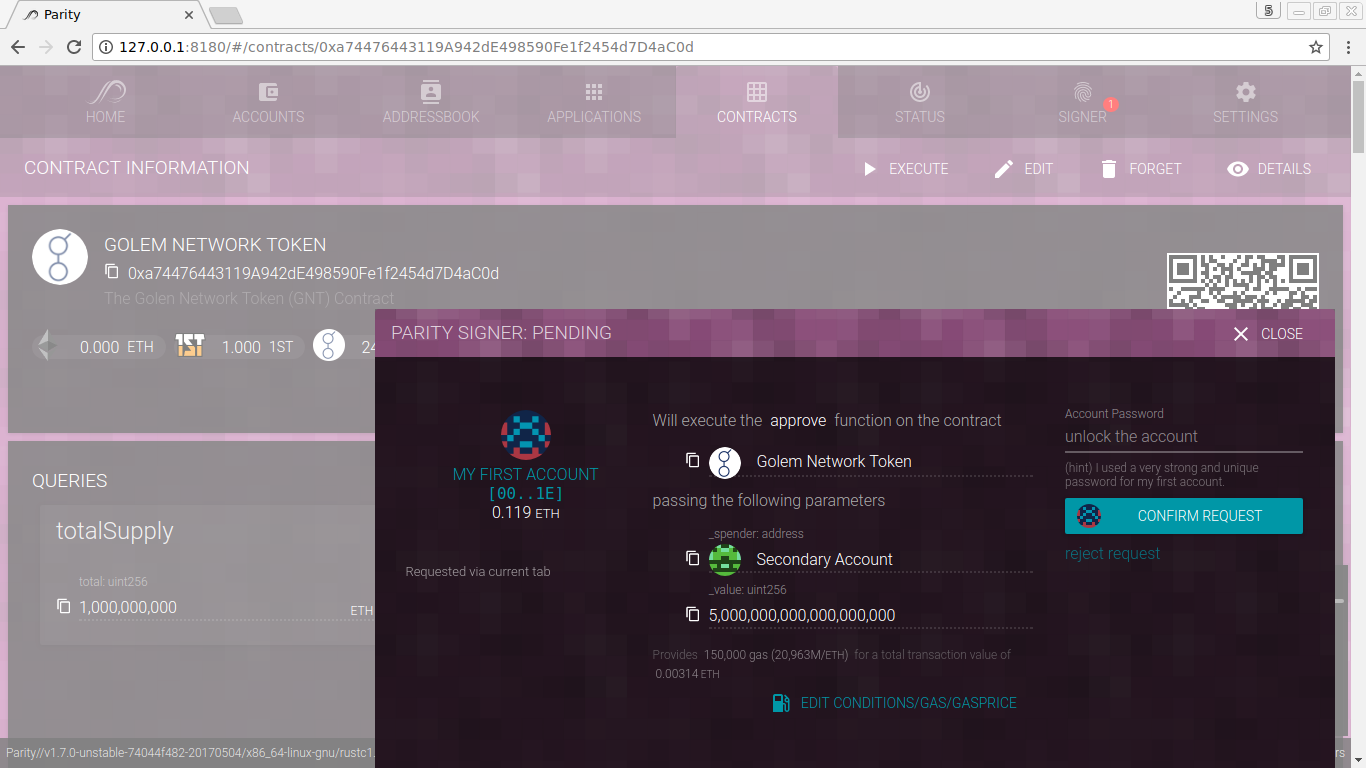 Parity
5
127.0.0.1:8180/#/contracts/0xa74476443119A942dE498590Fe1f2454d7D4aC0d
HOME
ACCOUNTS
ADDRESSBOOK
APPLICATIONS
CONTRACTS
STATUS
SIGNER
1
SETTINGS
CONTRACT INFORMATION
EXECUTE
EDIT
FORGET
DETAILS
GOLEM NETWORK TOKEN
0xa74476443119A942dE498590Fe1f2454d7D4aC0d
The Golen Network Token (GNT) Contract
0.000 ETH
1ST
1.000 1ST
24
PARITY SIGNER: PENDING
CLOSE
MY FIRST ACCOUNT
[00..1E]
0.119 ETH
Requested via current tab
Will execute the approve function on the contract
Golem Network Token
passing the following parameters
_spender: address
Secondary Account
_value: uint256
5,000,000,000,000,000,000
Provides 150,000 gas (20,963M/ETH) for a total transaction value of
0.00314 ETH
EDIT CONDITIONS/GAS/GASPRICE
Account Password
unlock the account
(hint) I used a very strong and unique
password for my first account.
CONFIRM REQUEST
reject request
QUERIES
totalSupply
total: uint256
1,000,000,000
ETH
Parity//v1.7.0-unstable-74044f482-20170504/x86_64-linux-gnu/rustc1.
rs